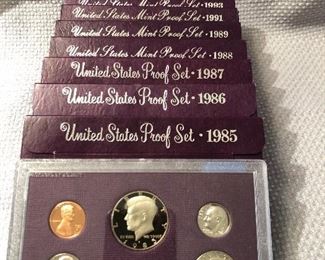 United States Mint Proof Set · 1993
United States Mint Proof Set · 1991
United States Mint Proof Set · 1989
United States Mint Proof Set · 1988
United States Proof Set · 1987
United States Proof Set · 1986
United States Proof Set · 1985
1985